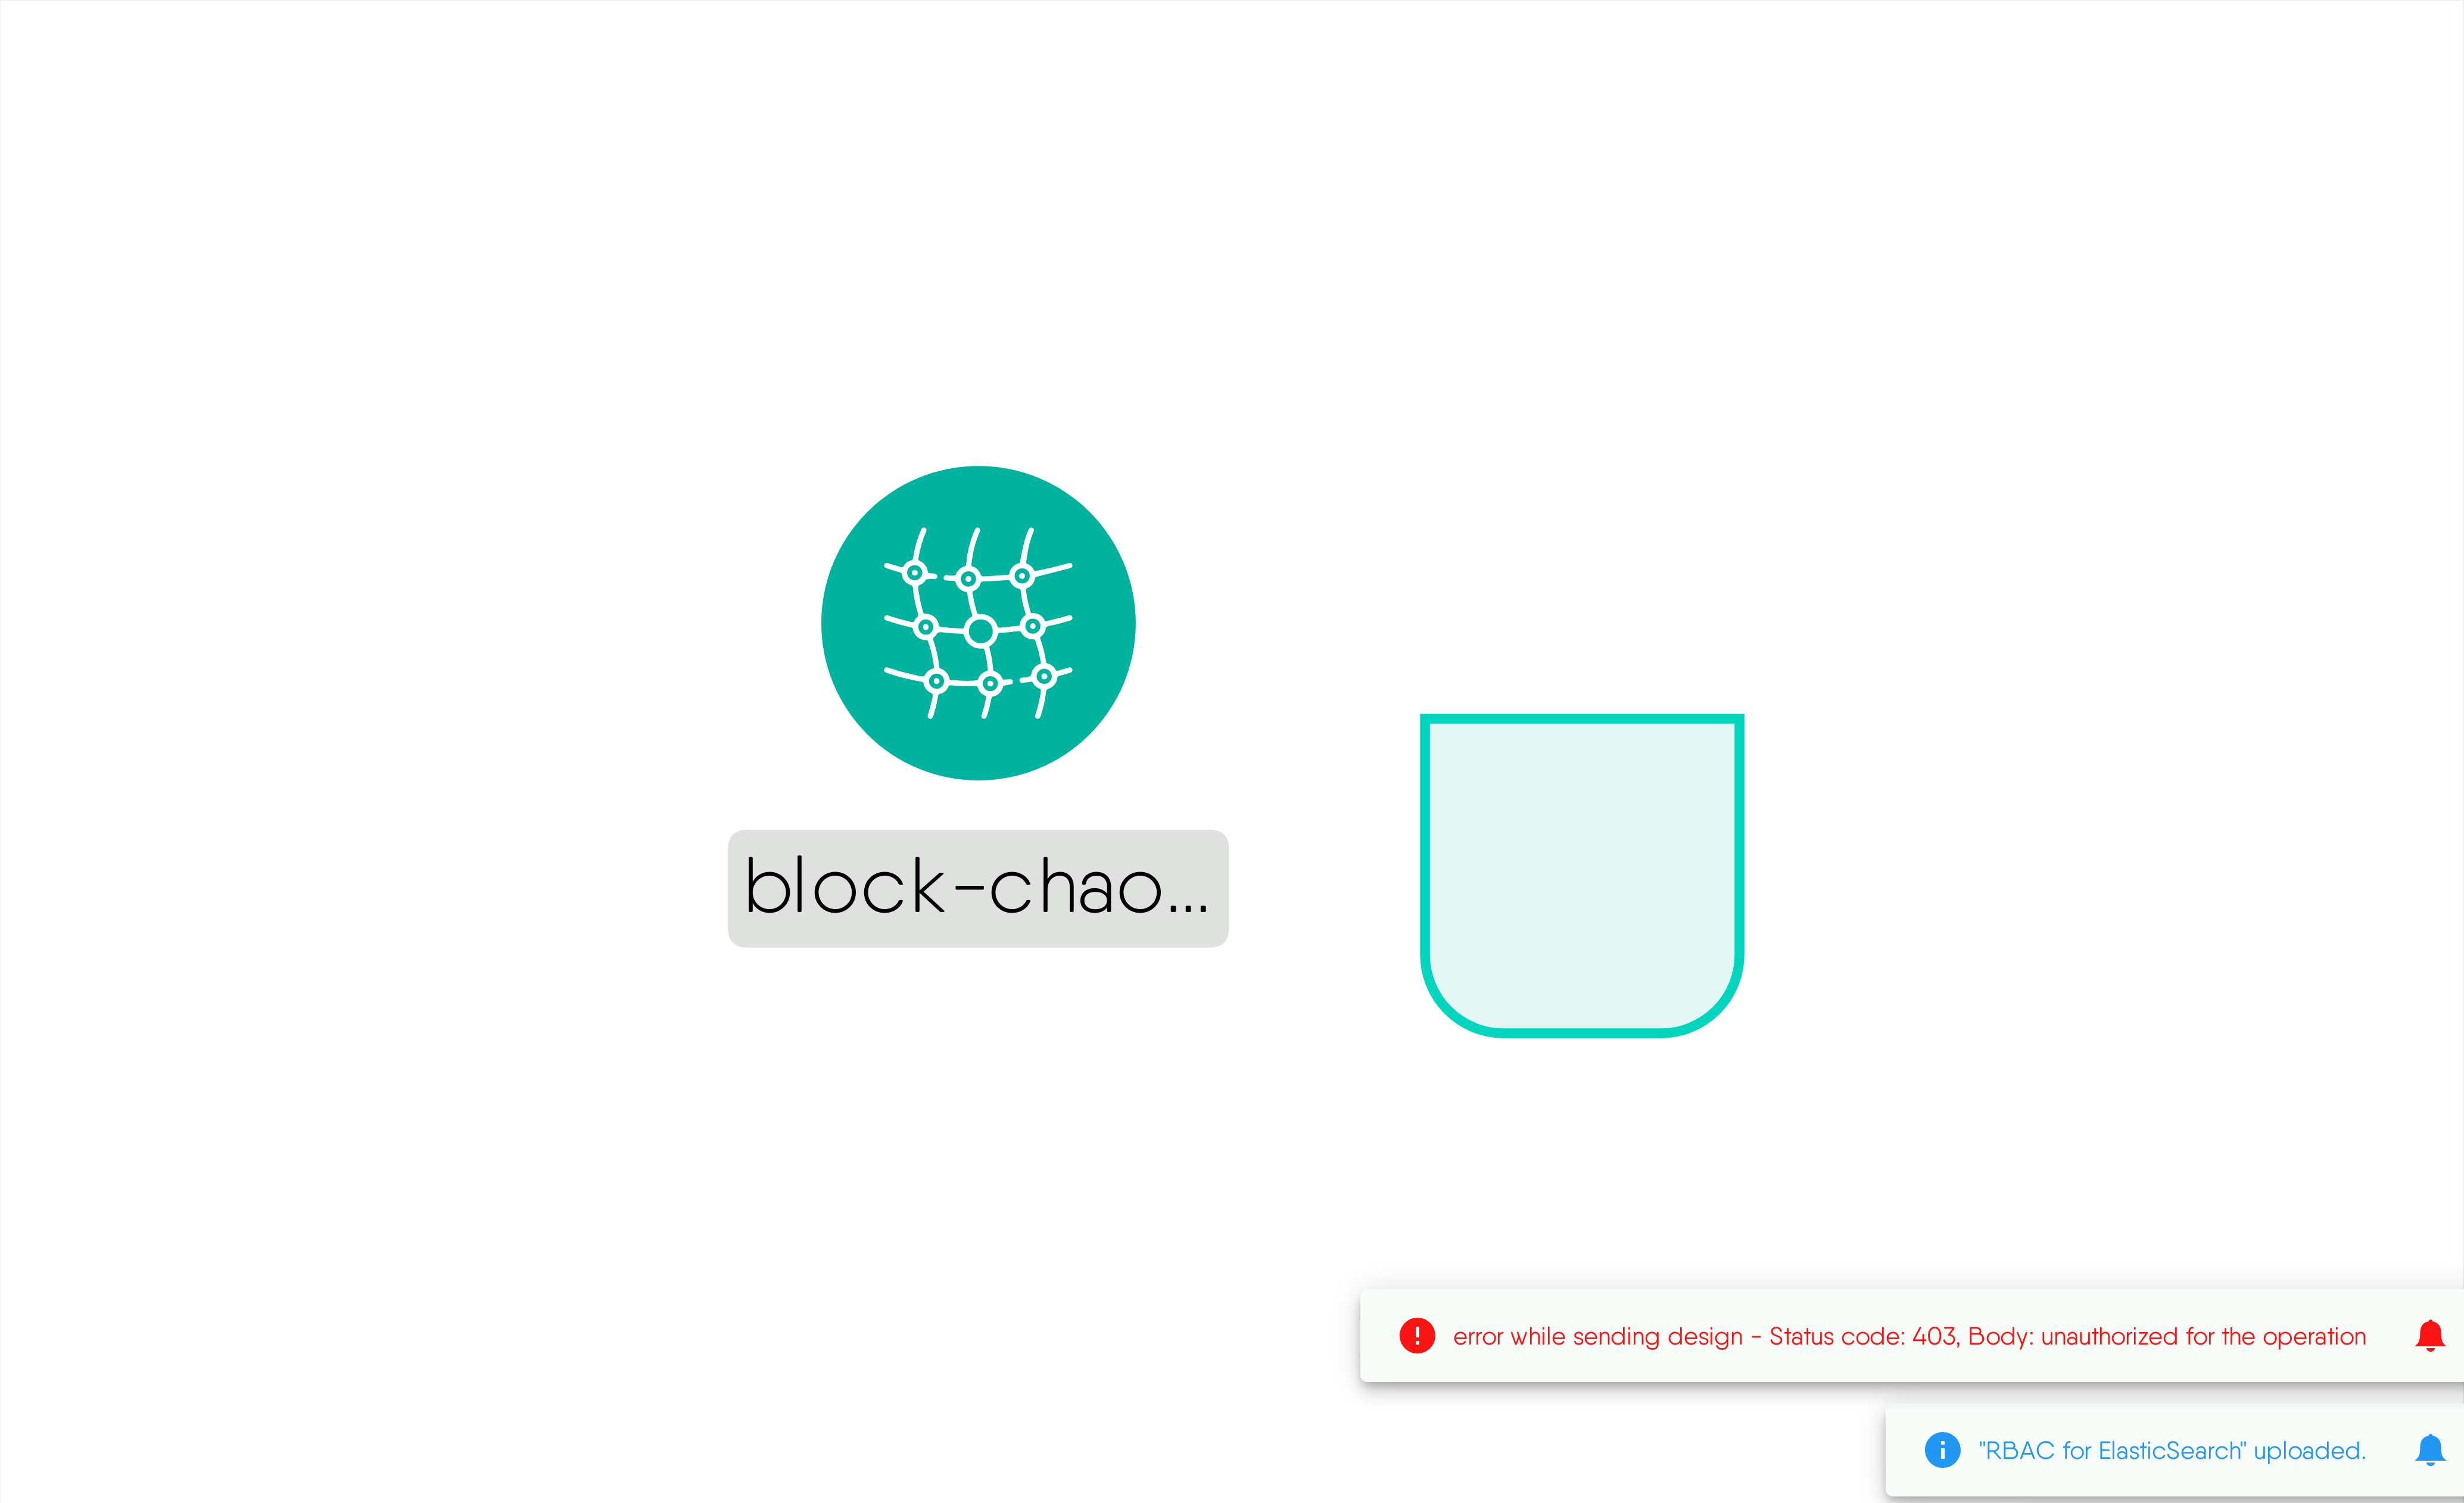 block-chao...
error while sending design - Status code: 403, Body: unauthorized for the operation
"RBAC for ElasticSearch" uploaded.